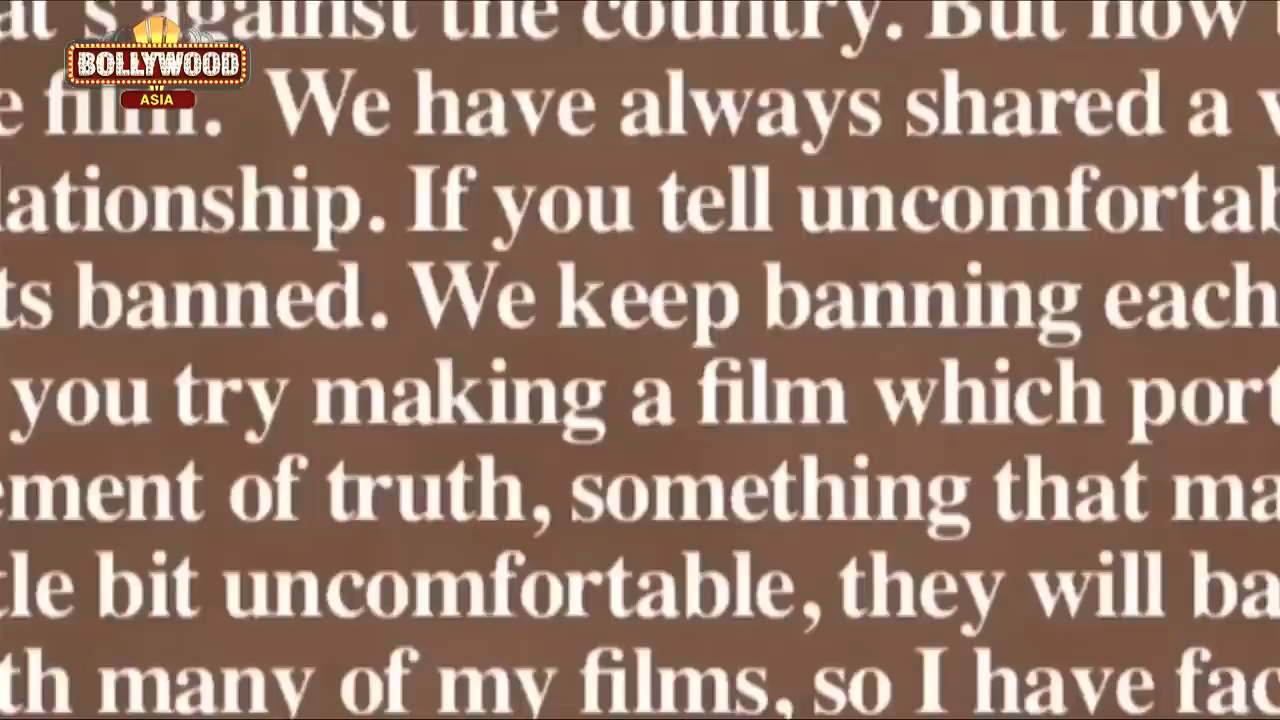 BOLLYWOOD
ASIA
at's against the country. But now
e film. We have always shared a v
lationship. If you tell uncomfortab
ts banned. We keep banning each
you try making a film which port
ement of truth, something that ma
tle bit uncomfortable, they will ba
th many of my films, so I have fac